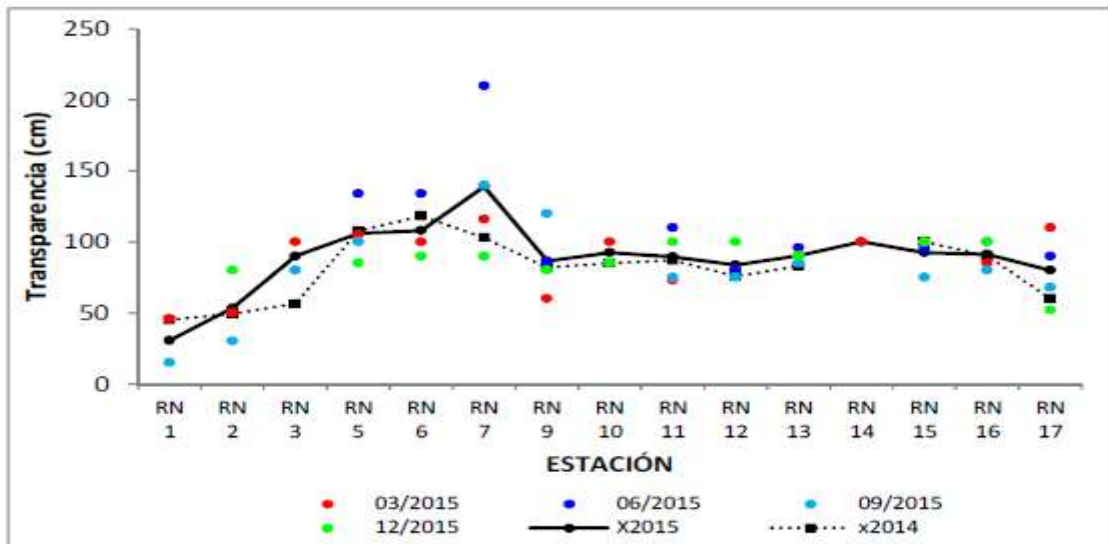 250
200
150
100
50
0
Transparencia (cm)
RN RN RN RN RN RN RN RN RN RN RN RN RN RN RN
1 2 3 5 6 7 9 10 11 12 13 14 15 16 17
ESTACIÓN
03/2015 06/2015 09/2015
12/2015 X2015 x2014